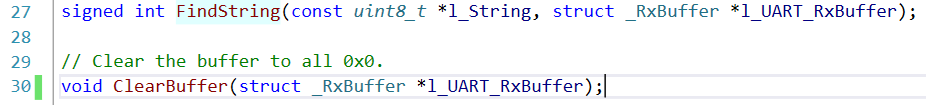 27 signed int FindString(const uint8_t *l_String, struct _RxBuffer *l_UART_RxBuffer);
28
29 // Clear the buffer to all 0x0.
30 void ClearBuffer(struct _RxBuffer *l_UART_RxBuffer);